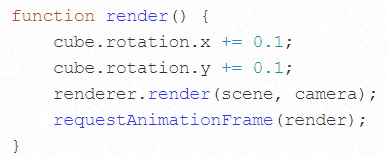 function render() {
    cube.rotation.x += 0.1;
    cube.rotation.y += 0.1;
    renderer.render(scene, camera);
    requestAnimationFrame(render);
}